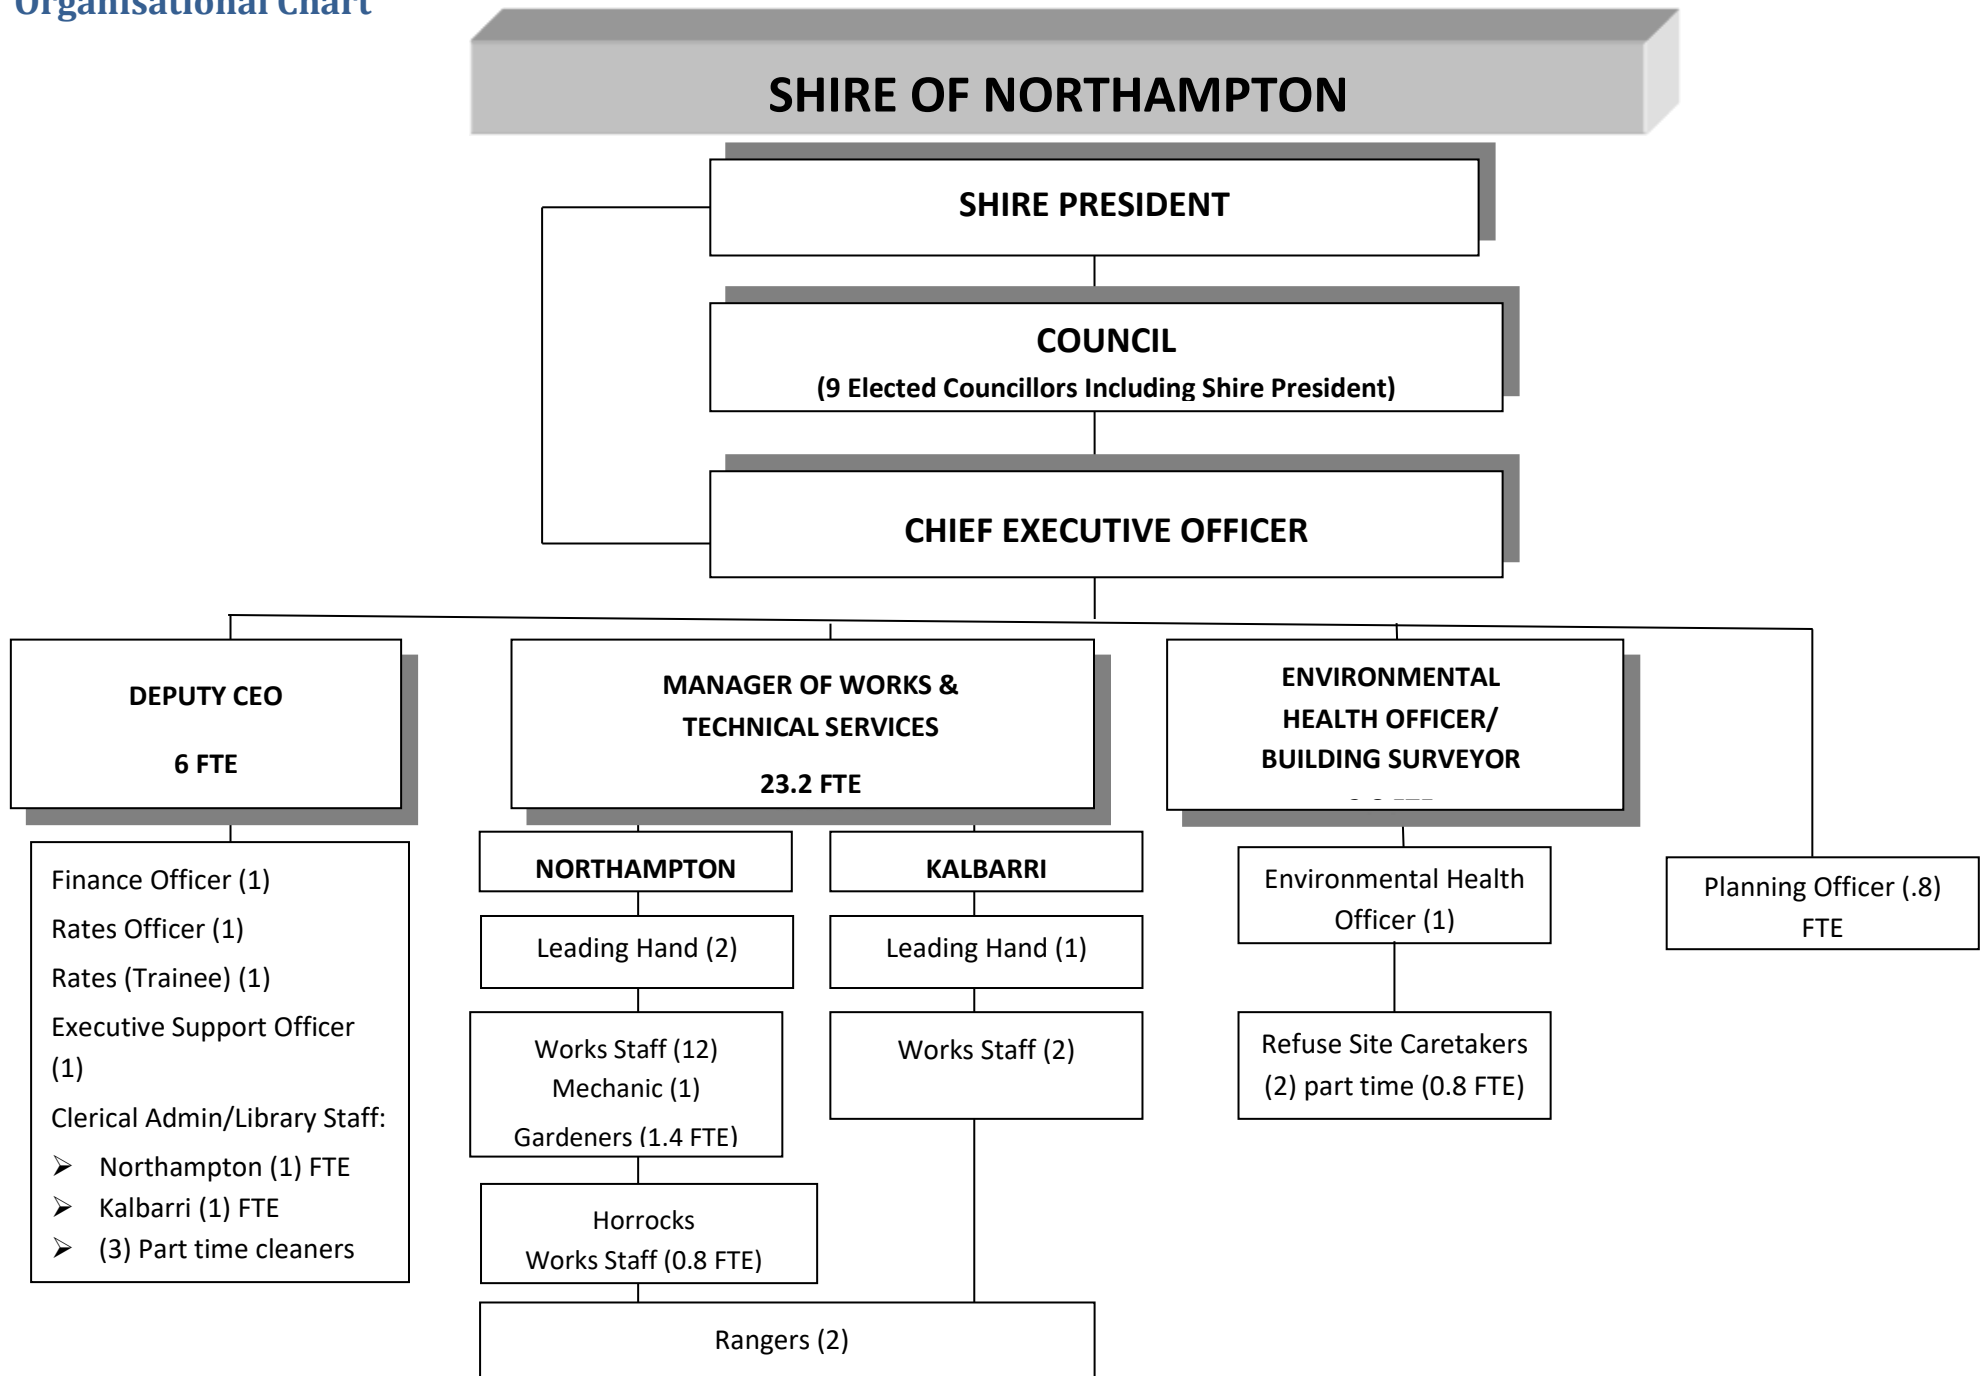 Organisational Chart
SHIRE OF NORTHAMPTON
SHIRE PRESIDENT
COUNCIL
(9 Elected Councillors Including Shire President)
CHIEF EXECUTIVE OFFICER
DEPUTY CEO
6 FTE
MANAGER OF WORKS &
TECHNICAL SERVICES
23.2 FTE
ENVIRONMENTAL
HEALTH OFFICER/
BUILDING SURVEYOR
Finance Officer (1)
Rates Officer (1)
Rates (Trainee) (1)
Executive Support Officer
(1)
Clerical Admin/Library Staff:
➢ Northampton (1) FTE
➢ Kalbarri (1) FTE
➢ (3) Part time cleaners
NORTHAMPTON
Leading Hand (2)
Works Staff (12)
Mechanic (1)
Gardeners (1.4 FTE)
Horrocks
Works Staff (0.8 FTE)
KALBARRI
Leading Hand (1)
Works Staff (2)
Rangers (2)
Environmental Health
Officer (1)
Refuse Site Caretakers
(2) part time (0.8 FTE)
Planning Officer (.8)
FTE